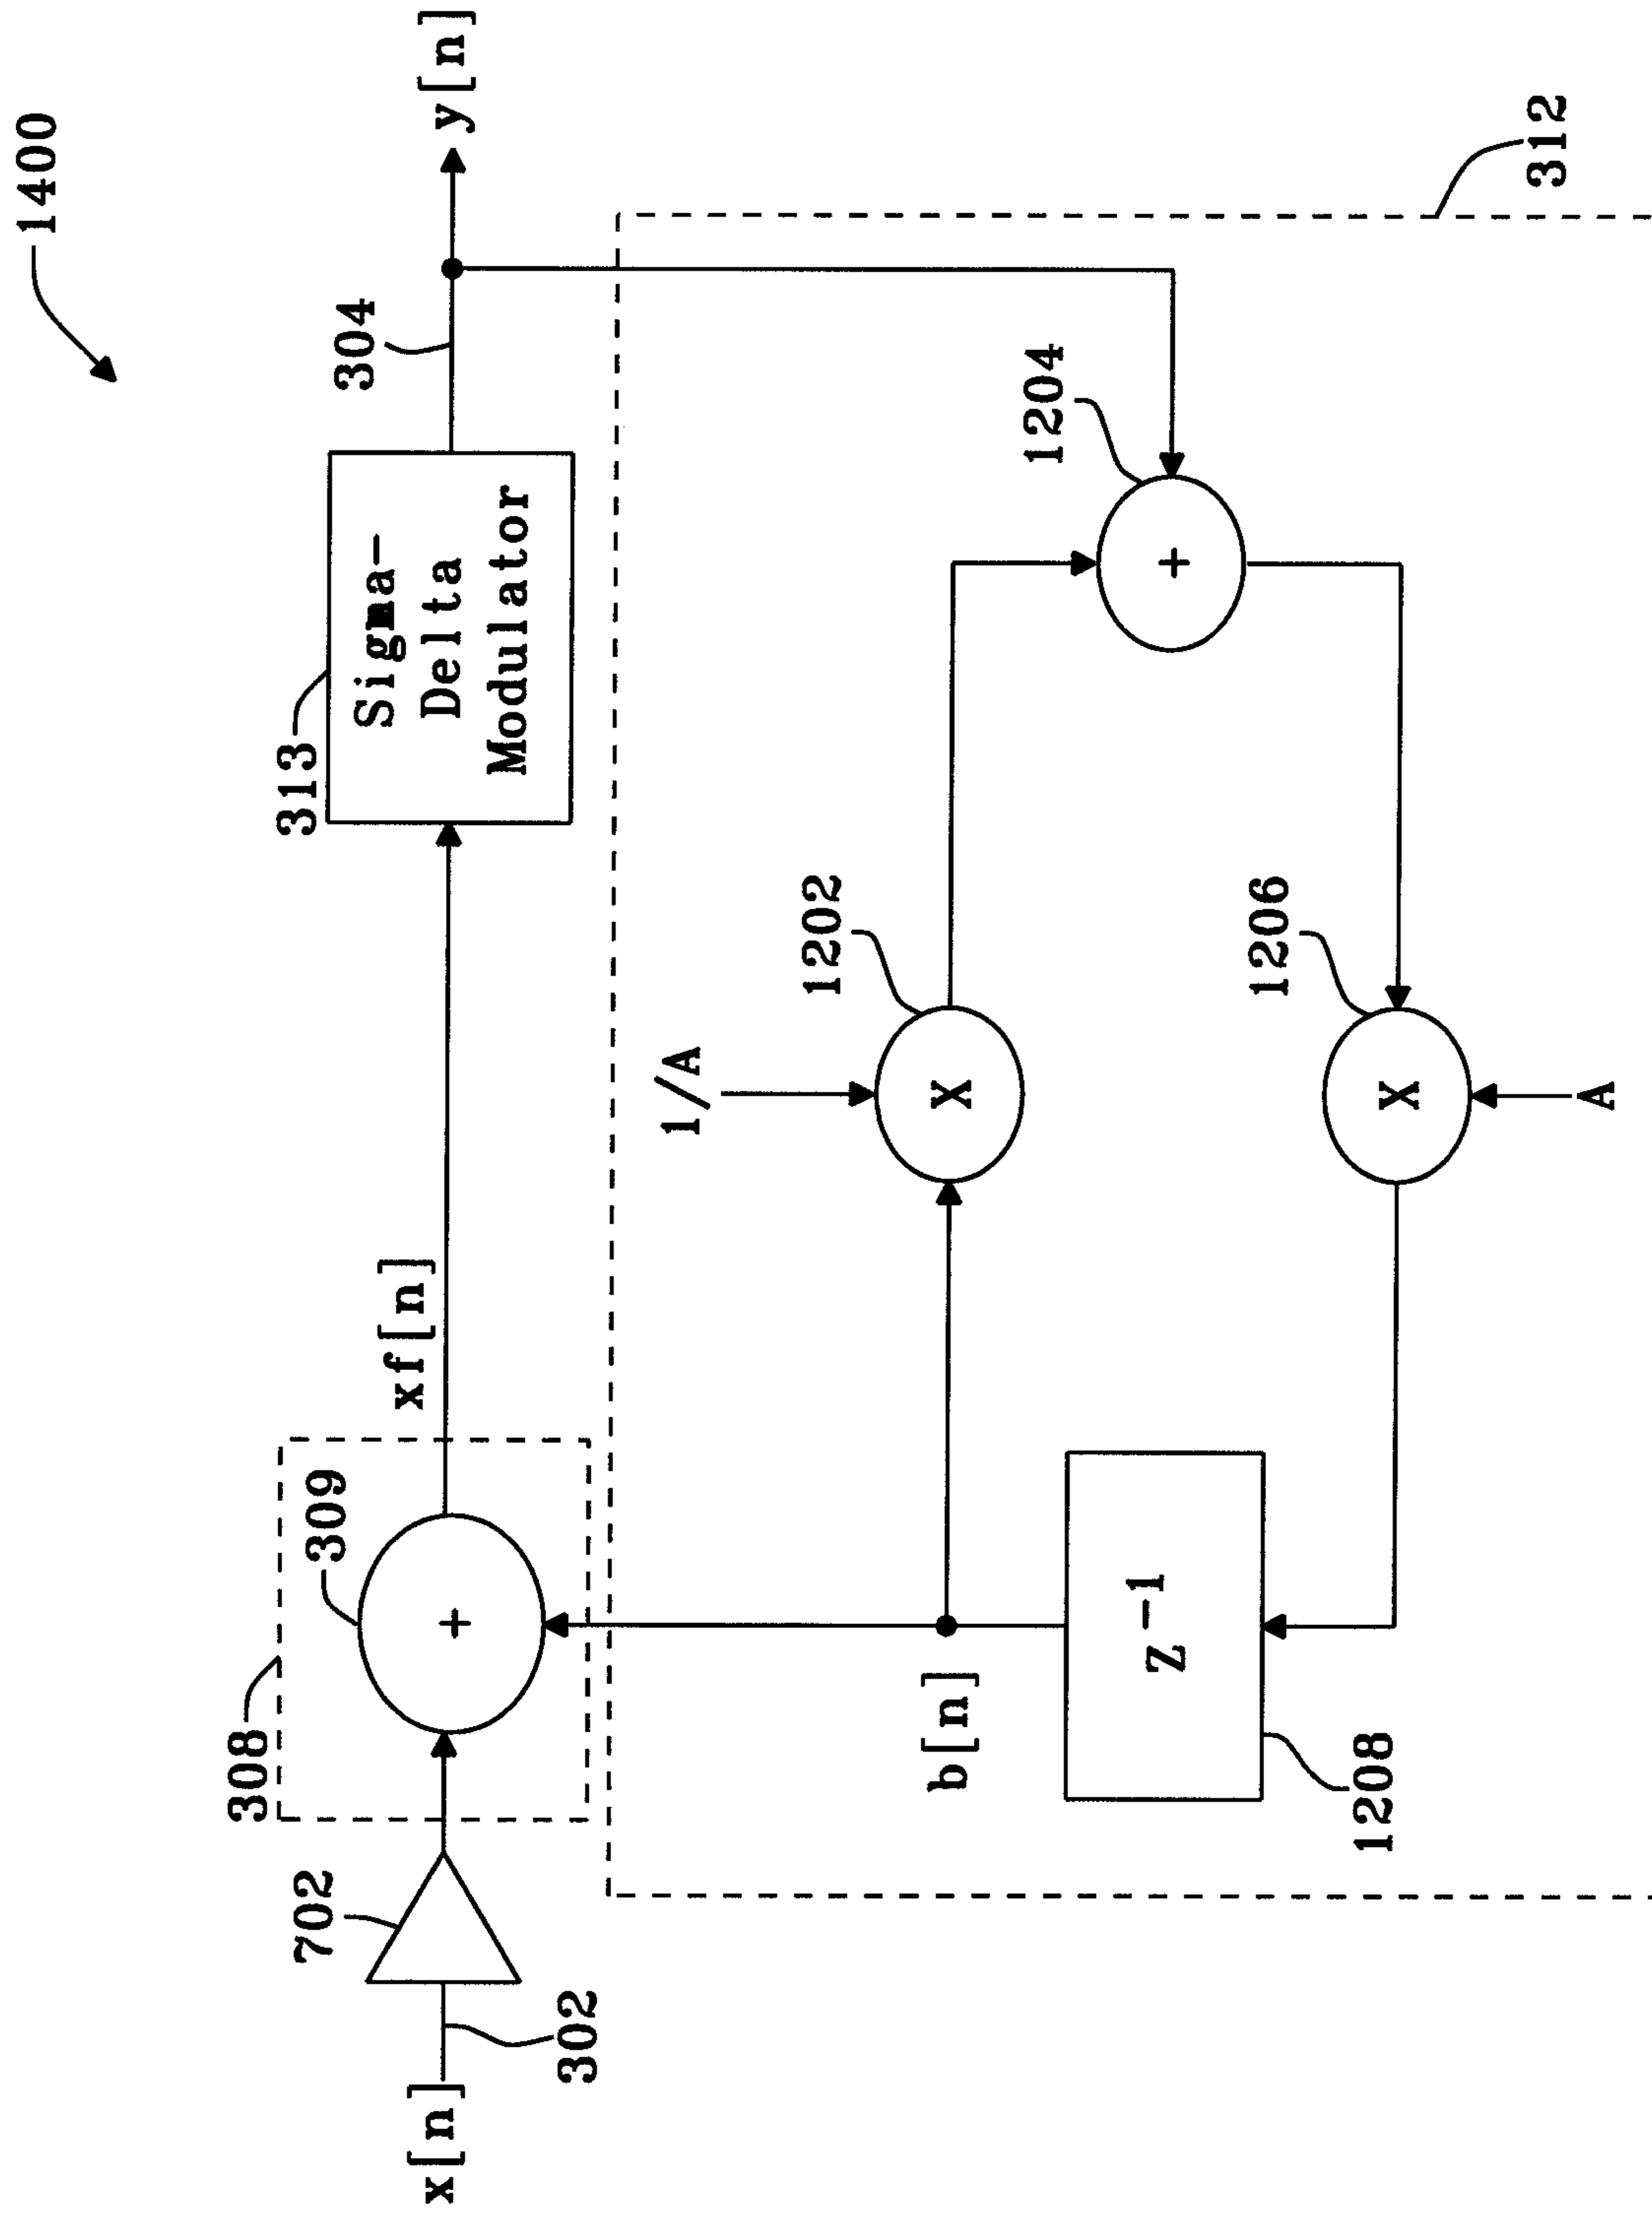 1400
308
309
702
x[n]
302
xf[n]
313
Sigma-
Delta
Modulator
304
y[n]
312
1/A
1202
1204
b[n]
Z⁻¹
1208
X
1206
X
A
+
+